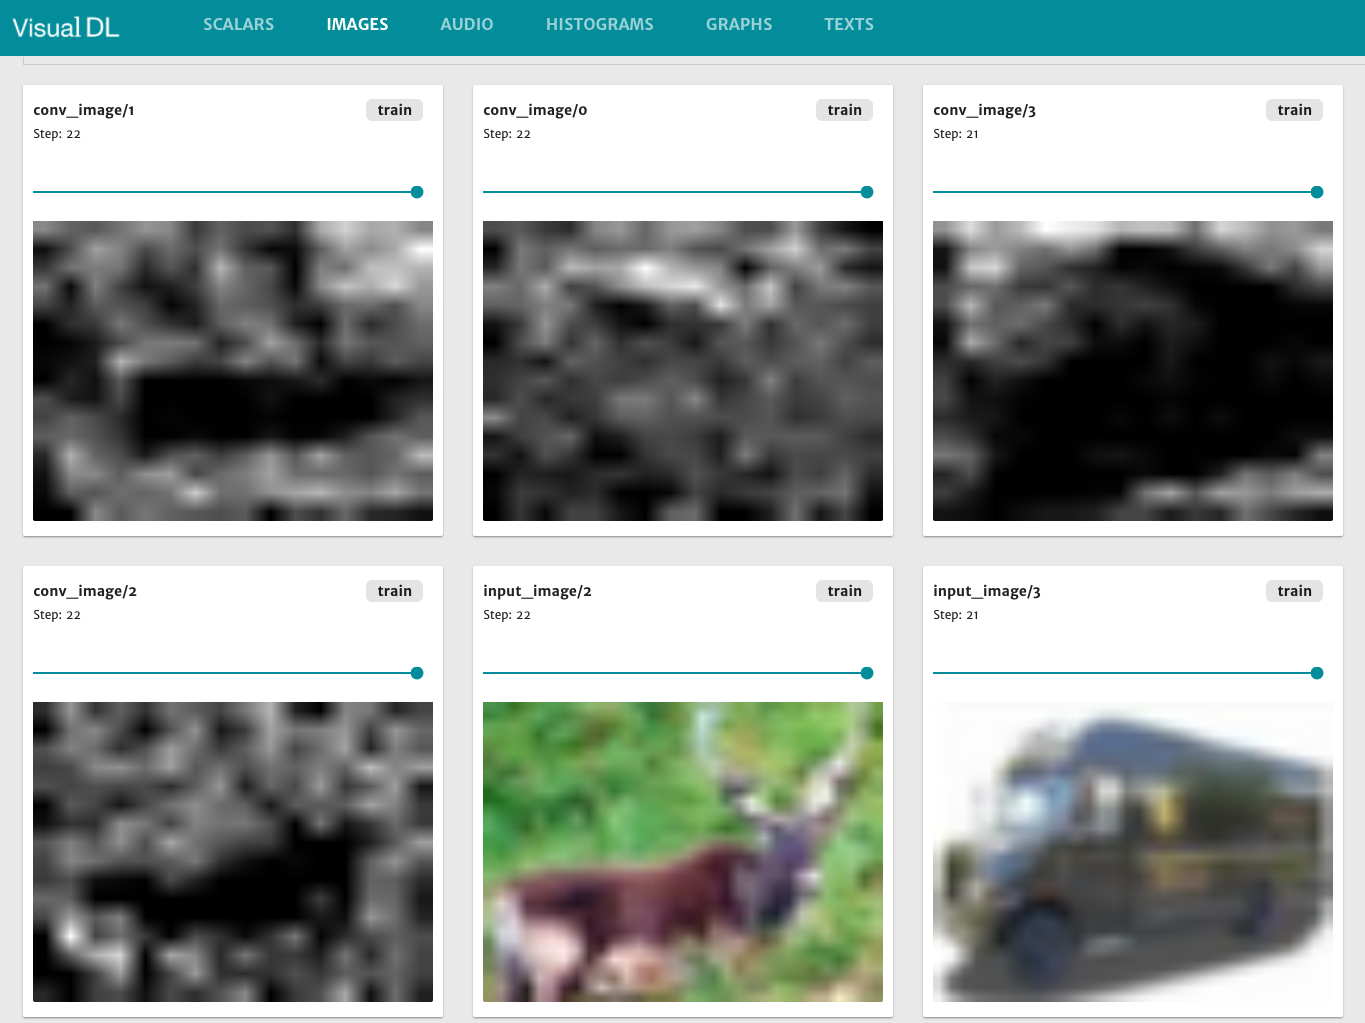 Visual DL SCALARS IMAGES AUDIO HISTOGRAMS GRAPHS TEXTS
conv_image/1 train
Step: 22
conv_image/0 train
Step: 22
conv_image/3 train
Step: 21
conv_image/2 train
Step: 22
input_image/2 train
Step: 22
input_image/3 train
Step: 21